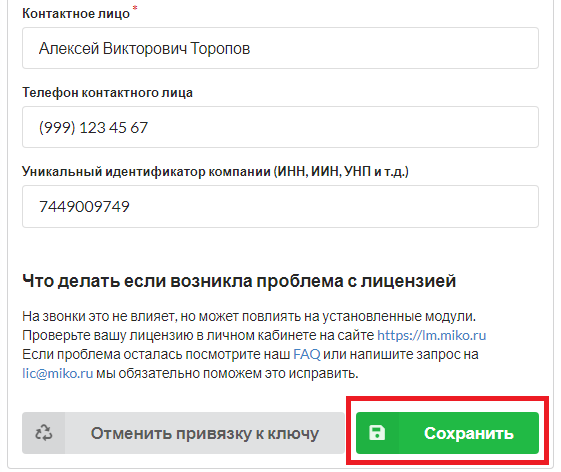 Контактное лицо *
Алексей Викторович Торопов
Телефон контактного лица
(999) 123 45 67
Уникальный идентификатор компании (ИНН, ИИН, УНП и т.д.)
7449009749
Что делать если возникла проблема с лицензией
На звонки это не влияет, но может повлиять на установленные модули.
Проверьте вашу лицензию в личном кабинете на сайте https://lm.miko.ru
Если проблема осталась посмотрите наш FAQ или напишите запрос на
lic@miko.ru мы обязательно поможем это исправить.
Отменить привязку к ключу
Сохранить